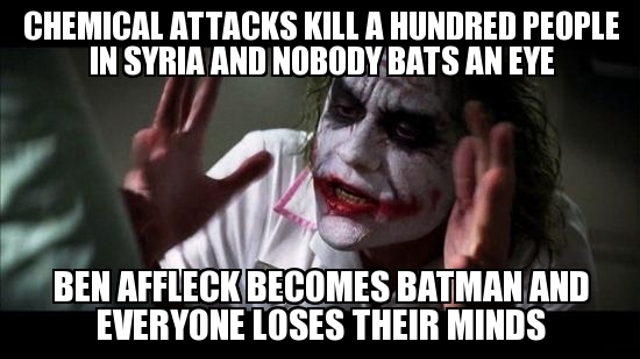 CHEMICAL ATTACKS KILL A HUNDRED PEOPLE
IN SYRIA AND NOBODY BATS AN EYE
BEN AFFLECK BECOMES BATMAN AND
EVERYONE LOSES THEIR MINDS